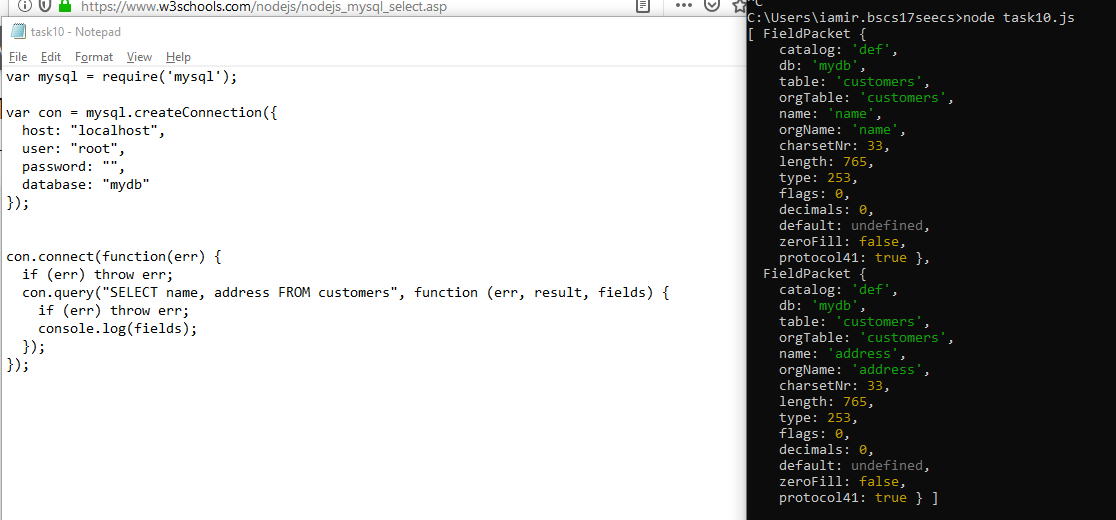 https://www.w3schools.com/nodejs/nodejs_mysql_select.asp
task10 - Notepad
File Edit Format View Help
var mysql = require('mysql');
var con = mysql.createConnection({
  host: "localhost",
  user: "root",
  password: "",
  database: "mydb"
});
con.connect(function(err) {
  if (err) throw err;
  con.query("SELECT name, address FROM customers", function (err, result, fields) {
    if (err) throw err;
    console.log(fields);
  });
});
^C
C:\Users\iamir.bscs17seecs>node task10.js
[ FieldPacket {
    catalog: 'def',
    db: 'mydb',
    table: 'customers',
    orgTable: 'customers',
    name: 'name',
    orgName: 'name',
    charsetNr: 33,
    length: 765,
    type: 253,
    flags: 0,
    decimals: 0,
    default: undefined,
    zeroFill: false,
    protocol41: true },
  FieldPacket {
    catalog: 'def',
    db: 'mydb',
    table: 'customers',
    orgTable: 'customers',
    name: 'address',
    orgName: 'address',
    charsetNr: 33,
    length: 765,
    type: 253,
    flags: 0,
    decimals: 0,
    default: undefined,
    zeroFill: false,
    protocol41: true } ]